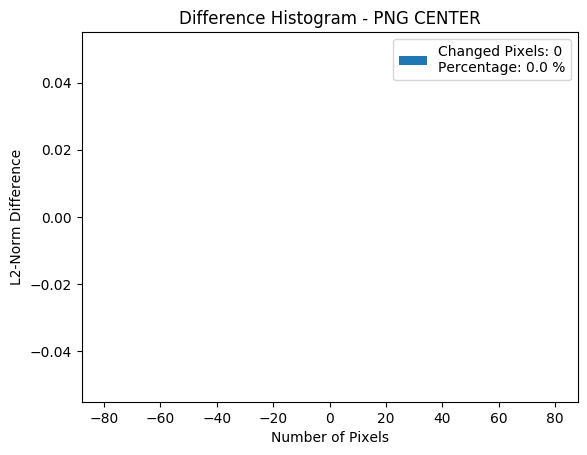 Difference Histogram - PNG CENTER
Changed Pixels: 0
Percentage: 0.0 %
0.04
0.02
0.00
−0.02
−0.04
L2-Norm Difference
−80 −60 −40 −20 0 20 40 60 80
Number of Pixels